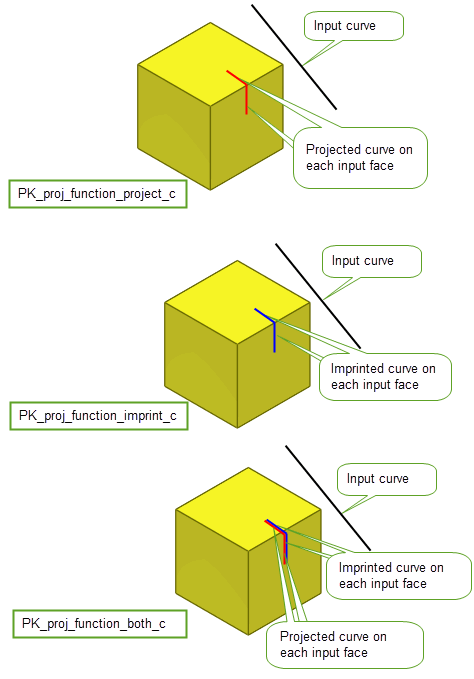 Input curve
Projected curve on
each input face
PK_proj_function_project_c
Input curve
Imprinted curve on
each input face
PK_proj_function_imprint_c
Input curve
Imprinted curve on
each input face
PK_proj_function_both_c
Projected curve on
each input face